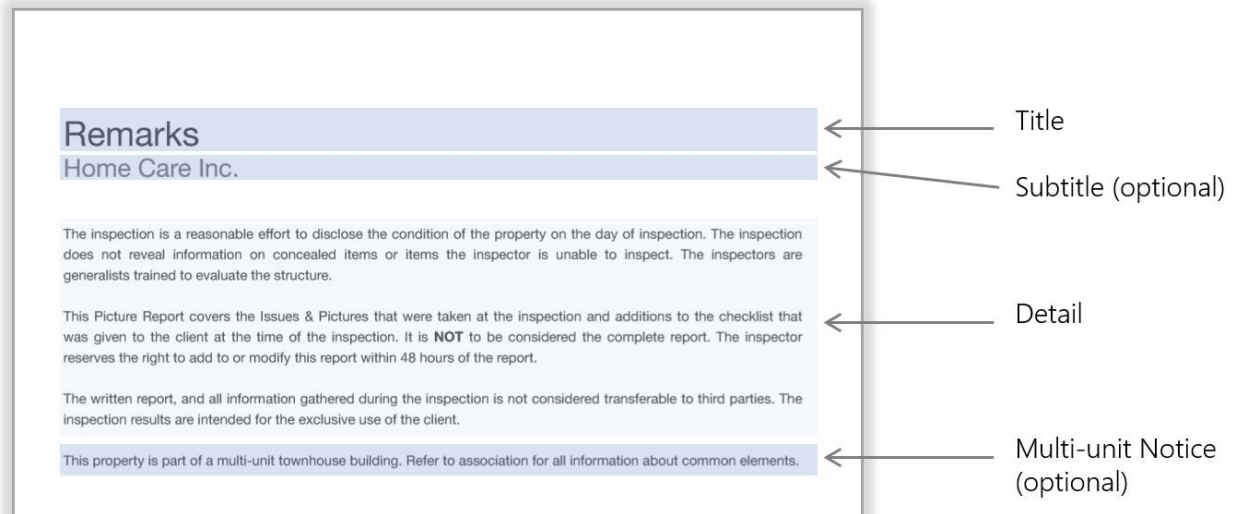 Remarks
Home Care Inc.
The inspection is a reasonable effort to disclose the condition of the property on the day of inspection. The inspection
does not reveal information on concealed items or items the inspector is unable to inspect. The inspectors are
generalists trained to evaluate the structure.
This Picture Report covers the Issues & Pictures that were taken at the inspection and additions to the checklist that
was given to the client at the time of the inspection. It is NOT to be considered the complete report. The inspector
reserves the right to add to or modify this report within 48 hours of the report.
The written report, and all information gathered during the inspection is not considered transferable to third parties. The
inspection results are intended for the exclusive use of the client.
This property is part of a multi-unit townhouse building. Refer to association for all information about common elements.
Title
Subtitle (optional)
Detail
Multi-unit Notice
(optional)